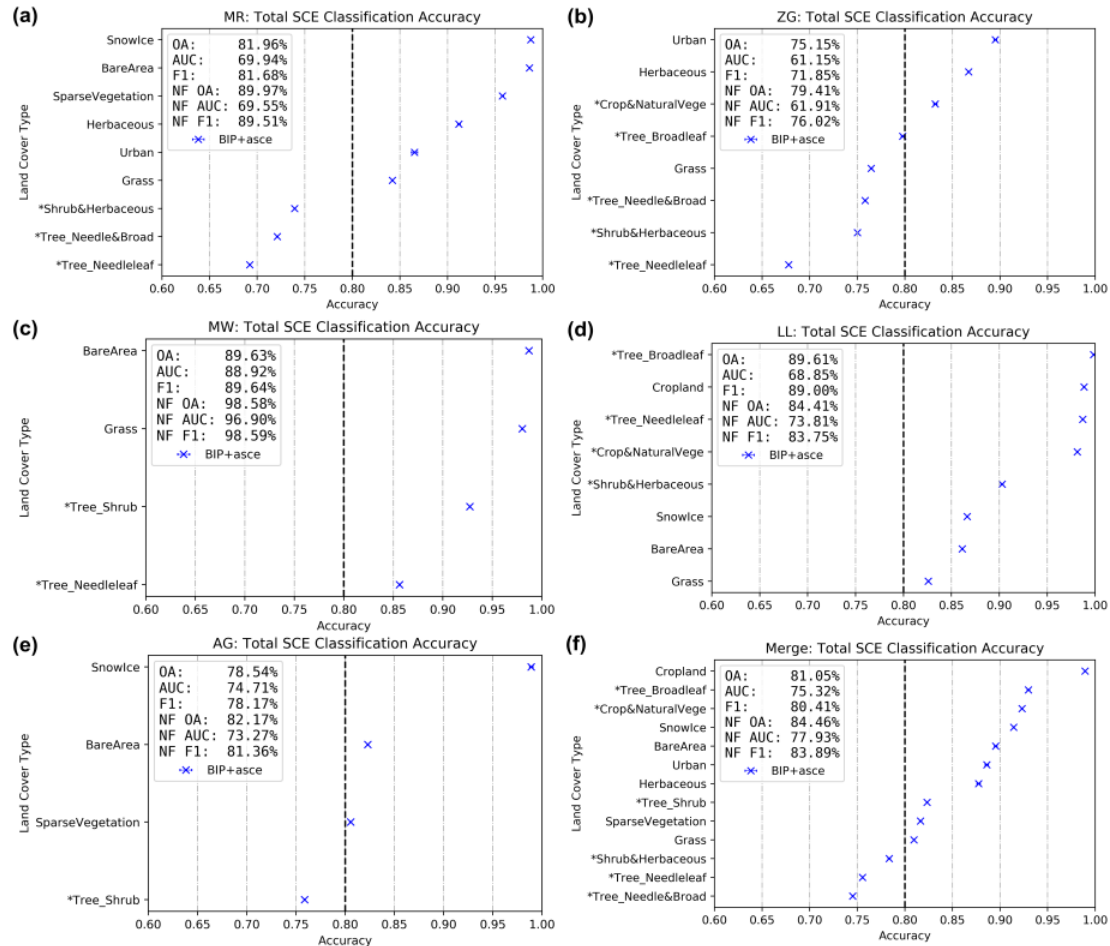 (a)
MR: Total SCE Classification Accuracy
Land Cover Type
SnowIce
BareArea
SparseVegetation
Herbaceous
Urban
Grass
*Shrub&Herbaceous
*Tree_Needle&Broad
*Tree_Needleleaf
OA: 81.96%
AUC: 69.94%
F1: 81.68%
NF OA: 89.97%
NF AUC: 69.55%
NF F1: 89.51%
BIP+asce
0.60 0.65 0.70 0.75 0.80 0.85 0.90 0.95 1.00
Accuracy
(b)
ZG: Total SCE Classification Accuracy
Land Cover Type
Urban
Herbaceous
*Crop&NaturalVege
*Tree_Broadleaf
Grass
*Tree_Needle&Broad
*Shrub&Herbaceous
*Tree_Needleleaf
OA: 75.15%
AUC: 61.15%
F1: 71.85%
NF OA: 79.41%
NF AUC: 61.91%
NF F1: 76.02%
BIP+asce
0.60 0.65 0.70 0.75 0.80 0.85 0.90 0.95 1.00
Accuracy
(c)
MW: Total SCE Classification Accuracy
Land Cover Type
BareArea
Grass
*Tree_Shrub
*Tree_Needleleaf
OA: 89.63%
AUC: 88.92%
F1: 89.64%
NF OA: 98.58%
NF AUC: 96.90%
NF F1: 98.59%
BIP+asce
0.60 0.65 0.70 0.75 0.80 0.85 0.90 0.95 1.00
Accuracy
(d)
LL: Total SCE Classification Accuracy
Land Cover Type
*Tree_Broadleaf
Cropland
*Tree_Needleleaf
*Crop&NaturalVege
*Shrub&Herbaceous
SnowIce
BareArea
Grass
OA: 89.61%
AUC: 68.85%
F1: 89.00%
NF OA: 84.41%
NF AUC: 73.81%
NF F1: 83.75%
BIP+asce
0.60 0.65 0.70 0.75 0.80 0.85 0.90 0.95 1.00
Accuracy
(e)
AG: Total SCE Classification Accuracy
Land Cover Type
SnowIce
BareArea
SparseVegetation
*Tree_Shrub
OA: 78.54%
AUC: 74.71%
F1: 78.17%
NF OA: 82.17%
NF AUC: 73.27%
NF F1: 81.36%
BIP+asce
0.60 0.65 0.70 0.75 0.80 0.85 0.90 0.95 1.00
Accuracy
(f)
Merge: Total SCE Classification Accuracy
Land Cover Type
Cropland
*Tree_Broadleaf
*Crop&NaturalVege
SnowIce
BareArea
Urban
Herbaceous
*Tree_Shrub
SparseVegetation
Grass
*Shrub&Herbaceous
*Tree_Needleleaf
*Tree_Needle&Broad
OA: 81.05%
AUC: 75.32%
F1: 80.41%
NF OA: 84.46%
NF AUC: 77.93%
NF F1: 83.89%
BIP+asce
0.60 0.65 0.70 0.75 0.80 0.85 0.90 0.95 1.00
Accuracy